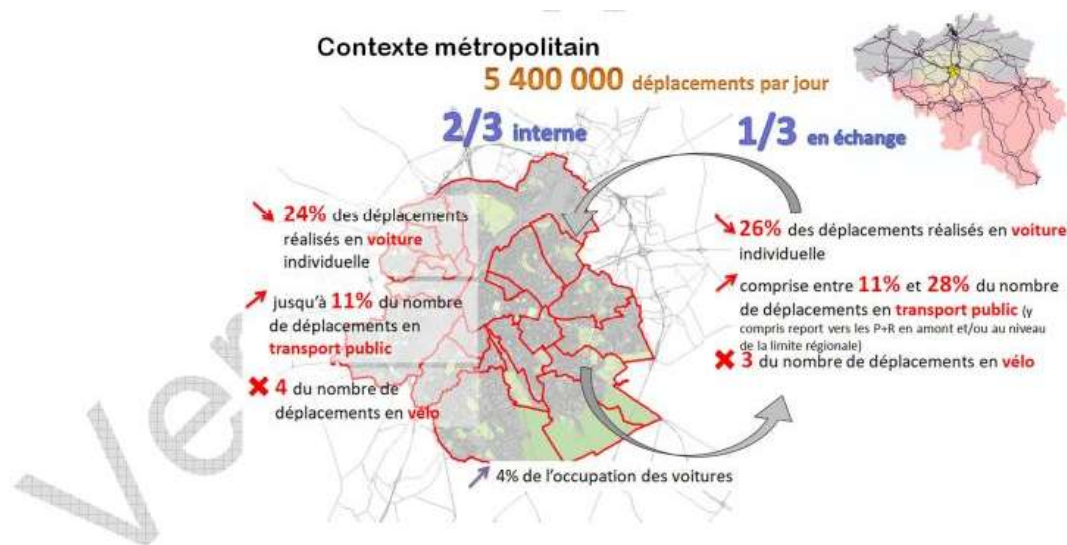 Contexte métropolitain
5 400 000 déplacements par jour
2/3 interne
1/3 en échange
24% des déplacements
réalisés en voiture
individuelle
jusqu'à 11% du nombre
de déplacements en
transport public
✖ 4 du nombre de
déplacements en vélo
26% des déplacements réalisés en voiture
individuelle
comprise entre 11% et 28% du nombre
de déplacements en transport public (y
compris report vers les P+R en amont et/ou au niveau
de la limite régionale)
✖ 3 du nombre de déplacements en vélo
4% de l'occupation des voitures
Ver